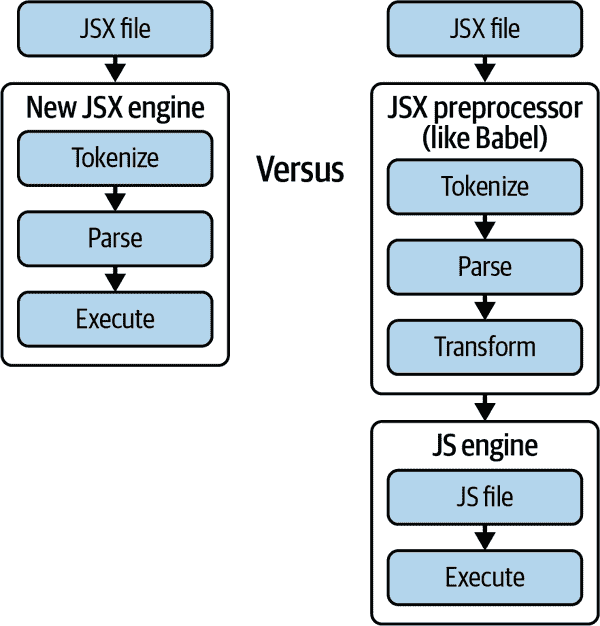 JSX file
New JSX engine
Tokenize
Parse
Execute
Versus
JSX file
JSX preprocessor
(like Babel)
Tokenize
Parse
Transform
JS engine
JS file
Execute